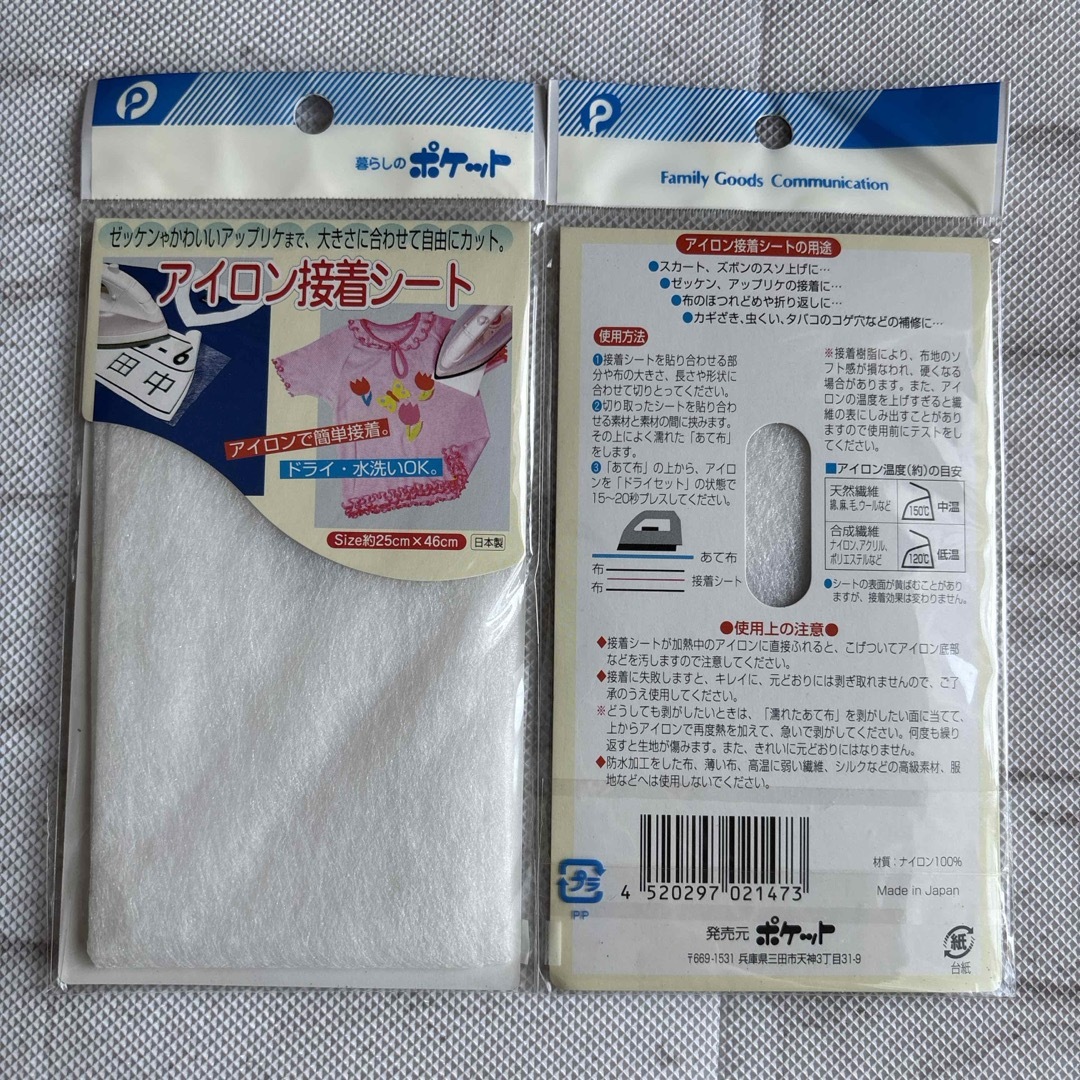 P
暮らしの ポケット
ゼッケンやかわいいアップリケまで、大きさに合わせて自由にカット。
アイロン接着シート
-6
田中
アイロンで簡単接着。
ドライ・水洗いOK。
Size約25cm×46cm 日本製
P
Family Goods Communication
アイロン接着シートの用途
●スカート、ズボンのスソ上げに…
●ゼッケン、アップリケの接着に…
●布のほつれどめや折り返しに…
●カギざき、虫くい、タバコのコゲ穴などの補修に…
使用方法
❶接着シートを貼り合わせる部
分や布の大きさ、長さや形状に
合わせて切りとってください。
❷切り取ったシートを貼り合わ
せる素材と素材の間に挟みます。
その上によく濡れた「あて布」
をします。
❸「あて布」の上から、アイロ
ンを「ドライセット」の状態で
15〜20秒プレスしてください。
あて布
布
接着シート
布
※接着樹脂により、布地のソ
フト感が損なわれ、硬くなる
場合があります。また、アイ
ロンの温度を上げすぎると繊
維の表にしみ出すことがあり
ますので使用前にテストをし
てください。
■アイロン温度(約)の目安
天然繊維
綿、麻、毛、ウールなど
150℃ 中温
合成繊維
ナイロン、アクリル、
ポリエステルなど
120℃ 低温
●シートの表面が黄ばむことがあり
ますが、接着効果は変わりません。
●使用上の注意●
◆接着シートが加熱中のアイロンに直接ふれると、こげついてアイロン底部
などを汚しますので注意してください。
◆接着に失敗しますと、キレイに、元どおりには剥ぎ取れませんので、ご了
承のうえ使用してください。
※どうしても剥がしたいときは、「濡れたあて布」を剥がしたい面に当てて、
上からアイロンで再度熱を加えて、急いで剥がしてください。何度も繰り
返すと生地が傷みます。また、きれいに元どおりにはなりません。
◆防水加工をした布、薄い布、高温に弱い繊維、シルクなどの高級素材、服
地などへは使用しないでください。
プラ
PP
4 520297 021473
材質：ナイロン100%
Made in Japan
発売元 ポケット
〒669-1531 兵庫県三田市天神3丁目31-9
紙
台紙